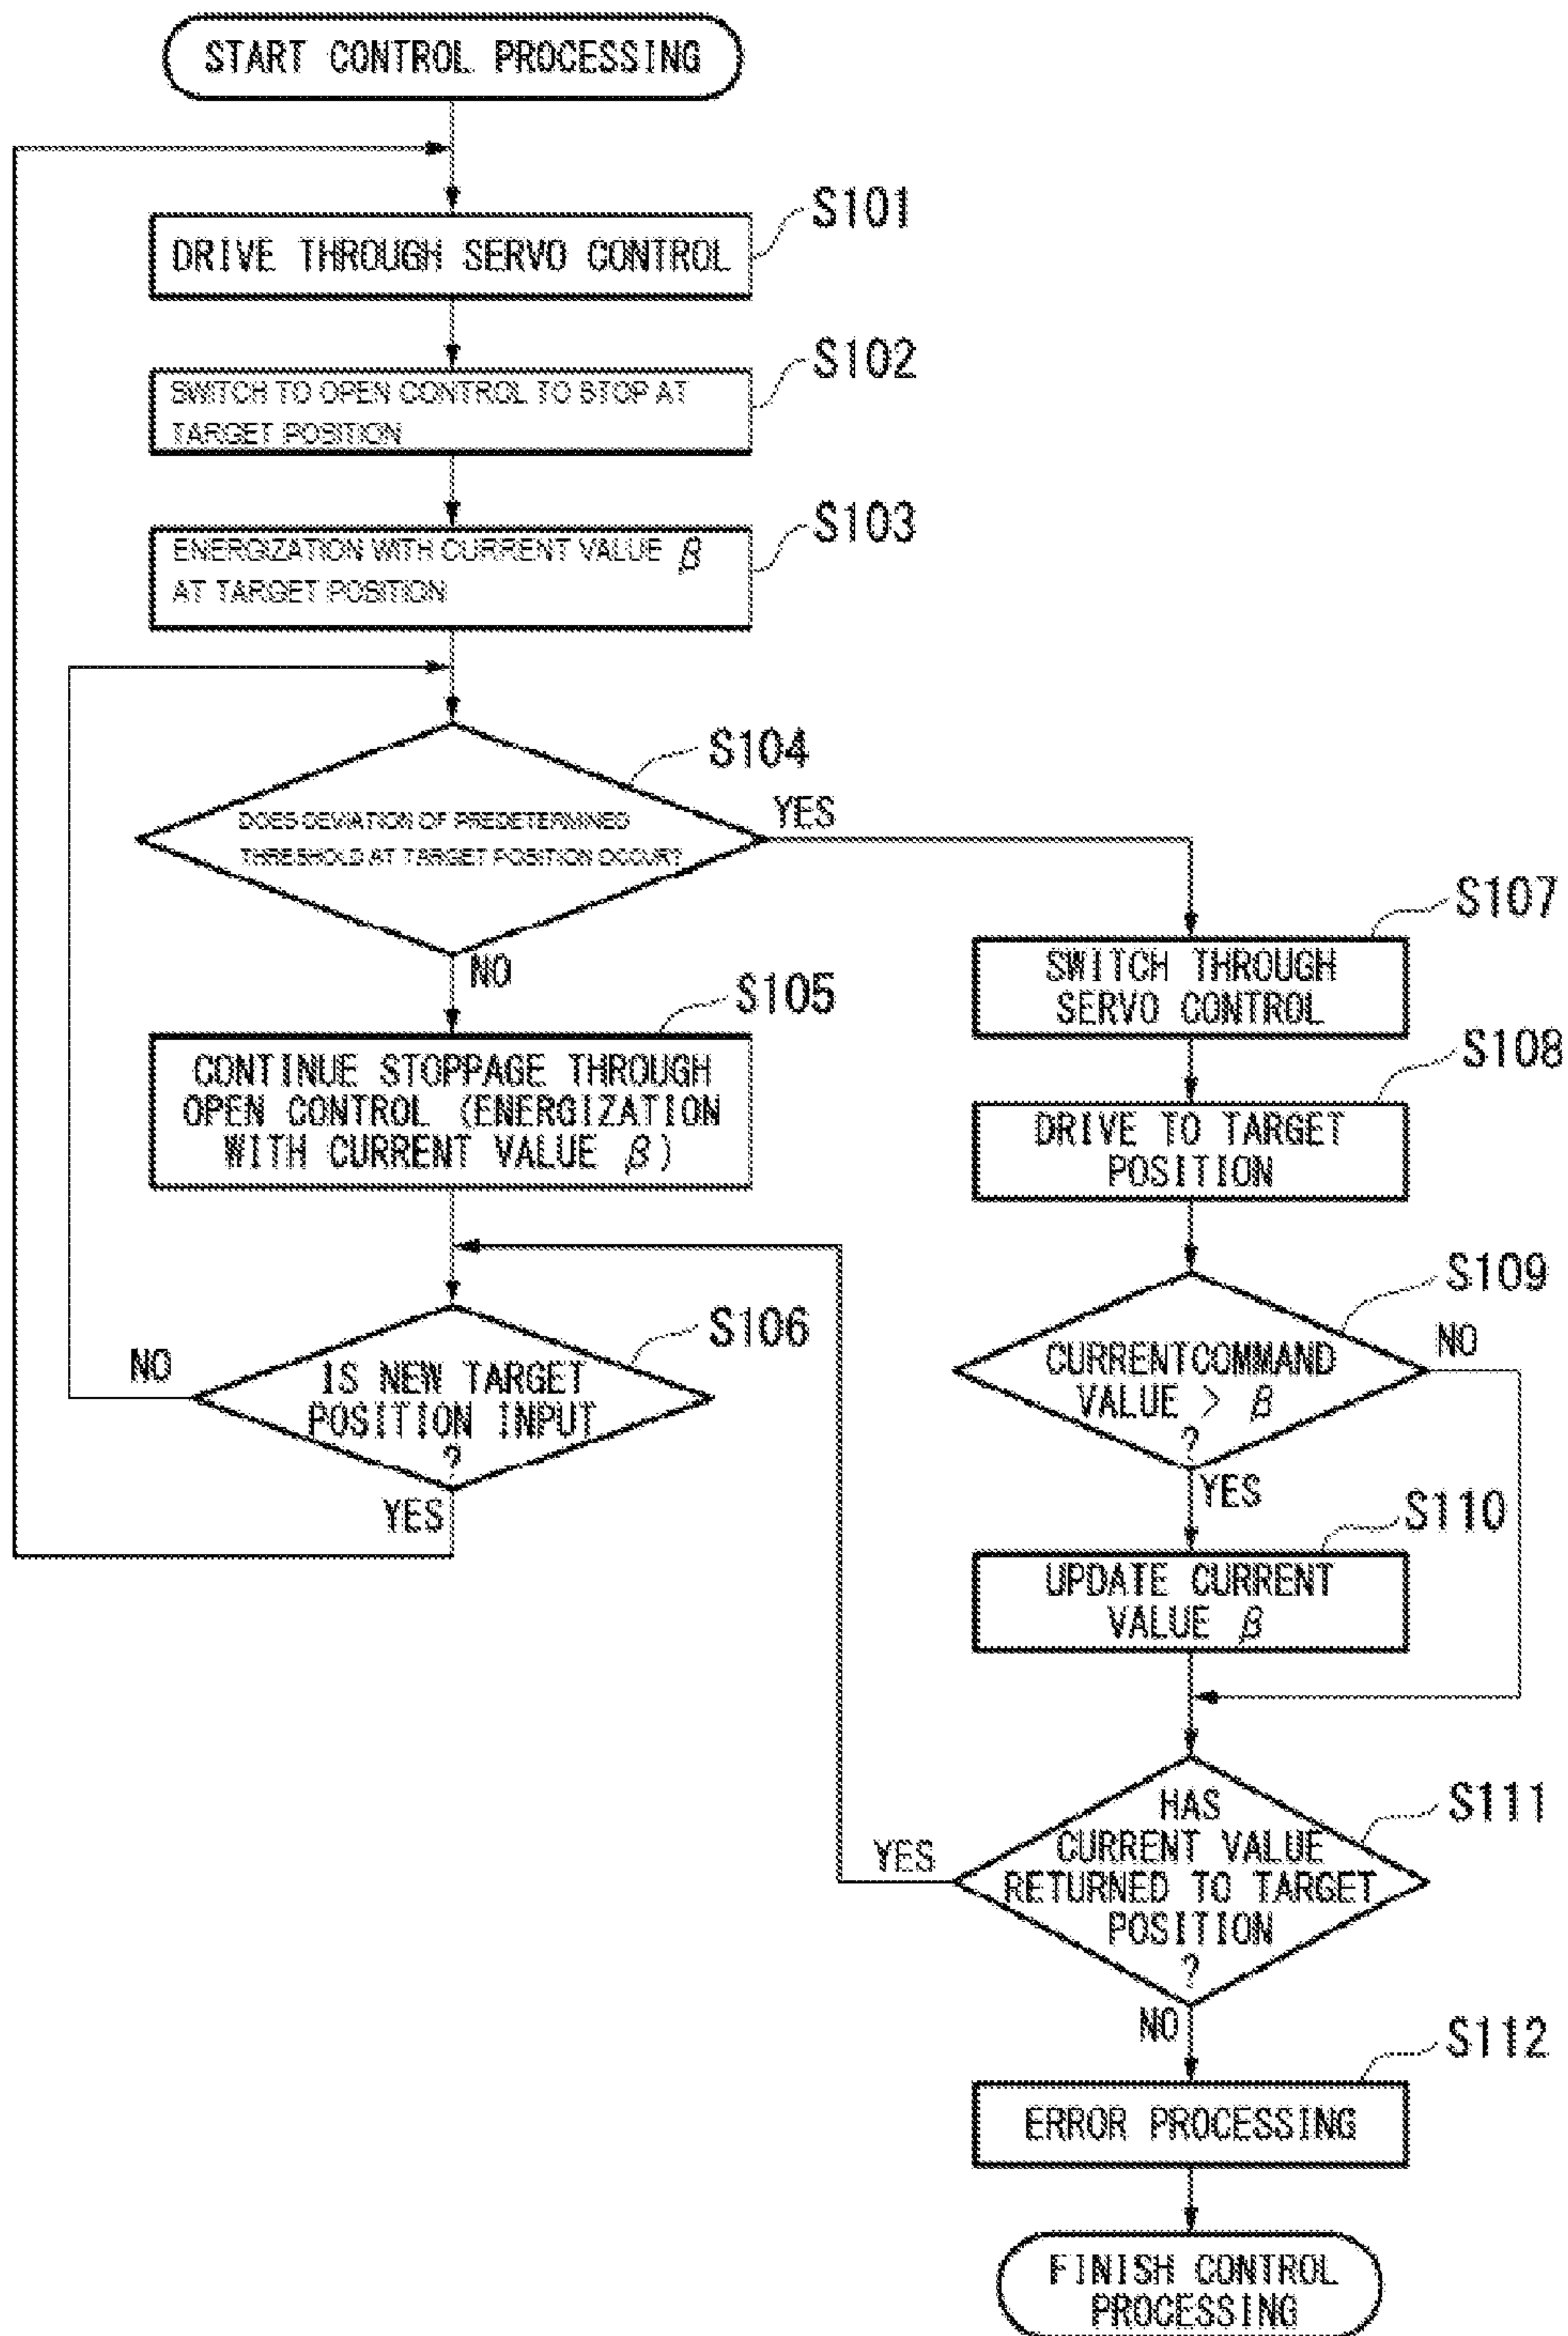 START CONTROL PROCESSING
S101
DRIVE THROUGH SERVO CONTROL
S102
SWITCH TO OPEN CONTROL TO STOP AT
TARGET POSITION
S103
ENERGIZATION WITH CURRENT VALUE β
AT TARGET POSITION
S104
DOES DEVIATION OF PREDETERMINED
THRESHOLD AT TARGET POSITION OCCUR?
YES
NO
S105
CONTINUE STOPPAGE THROUGH
OPEN CONTROL (ENERGIZATION
WITH CURRENT VALUE β)
S106
IS NEW TARGET
POSITION INPUT
?
NO
YES
S107
SWITCH THROUGH
SERVO CONTROL
S108
DRIVE TO TARGET
POSITION
S109
CURRENTCOMMAND
VALUE > β
?
NO
YES
S110
UPDATE CURRENT
VALUE β
S111
HAS
CURRENT VALUE
RETURNED TO TARGET
POSITION
?
YES
NO
S112
ERROR PROCESSING
FINISH CONTROL
PROCESSING